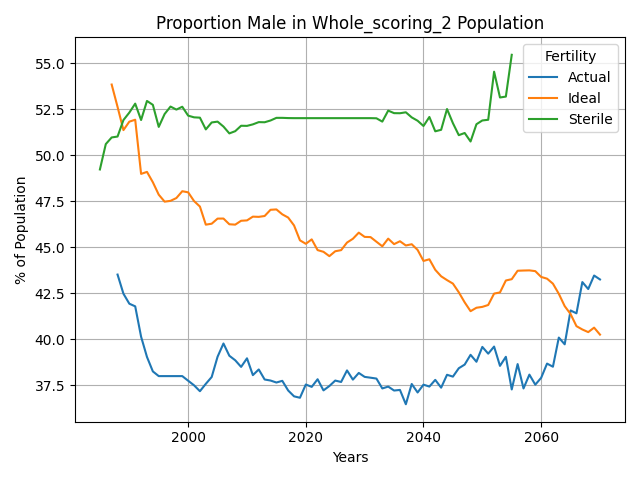 Proportion Male in Whole_scoring_2 Population
Fertility
Actual
Ideal
Sterile
% of Population
55.0
52.5
50.0
47.5
45.0
42.5
40.0
37.5
2000
2020
2040
2060
Years